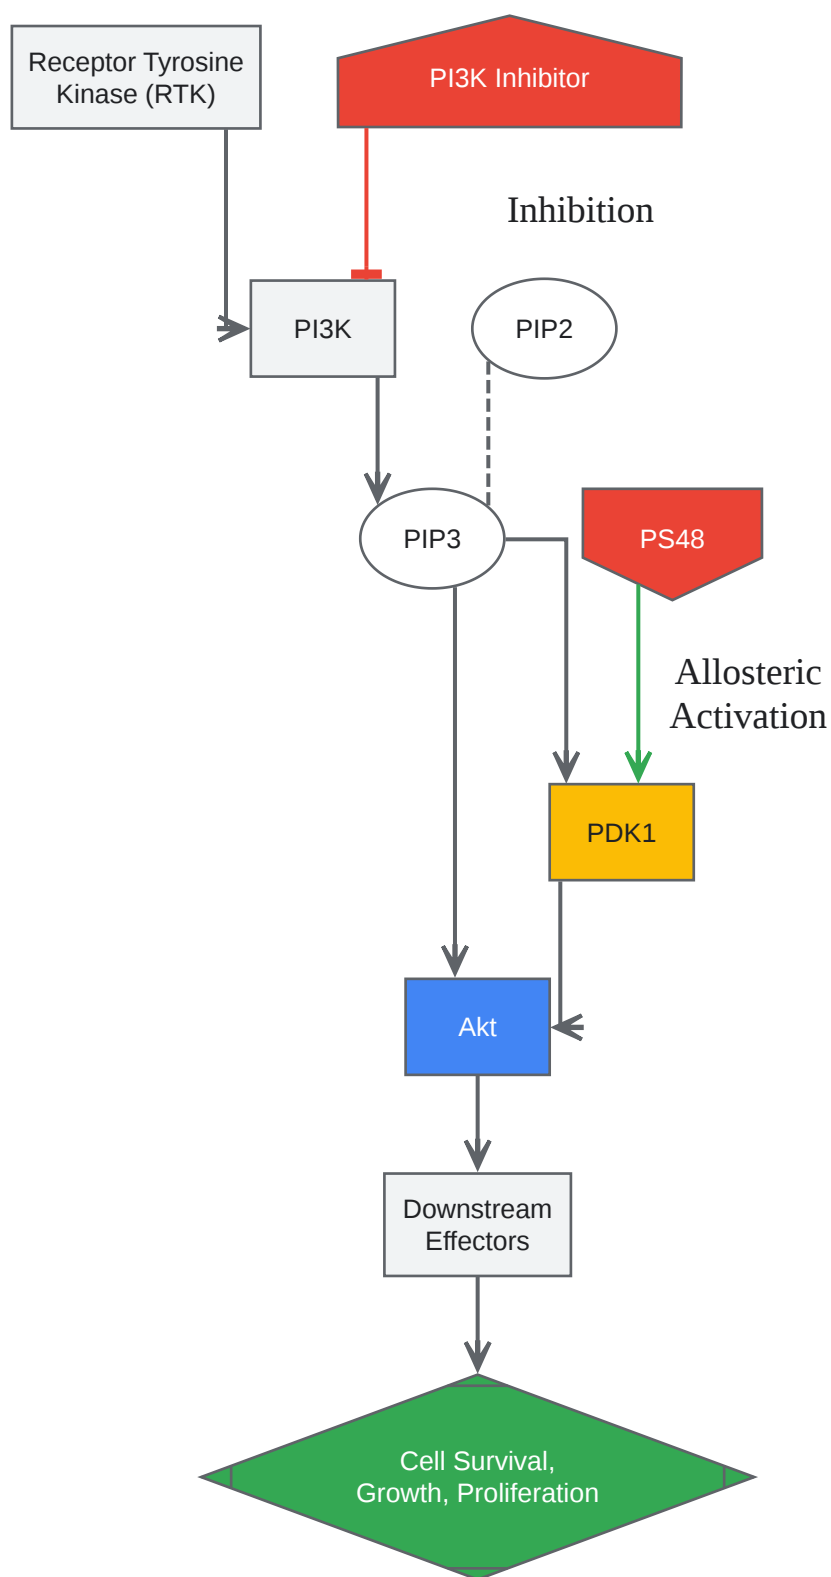 Receptor Tyrosine
Kinase (RTK)
PI3K Inhibitor
Inhibition
PI3K
PIP2
PIP3
PS48
Allosteric
Activation
PDK1
Akt
Downstream
Effectors
Cell Survival,
Growth, Proliferation